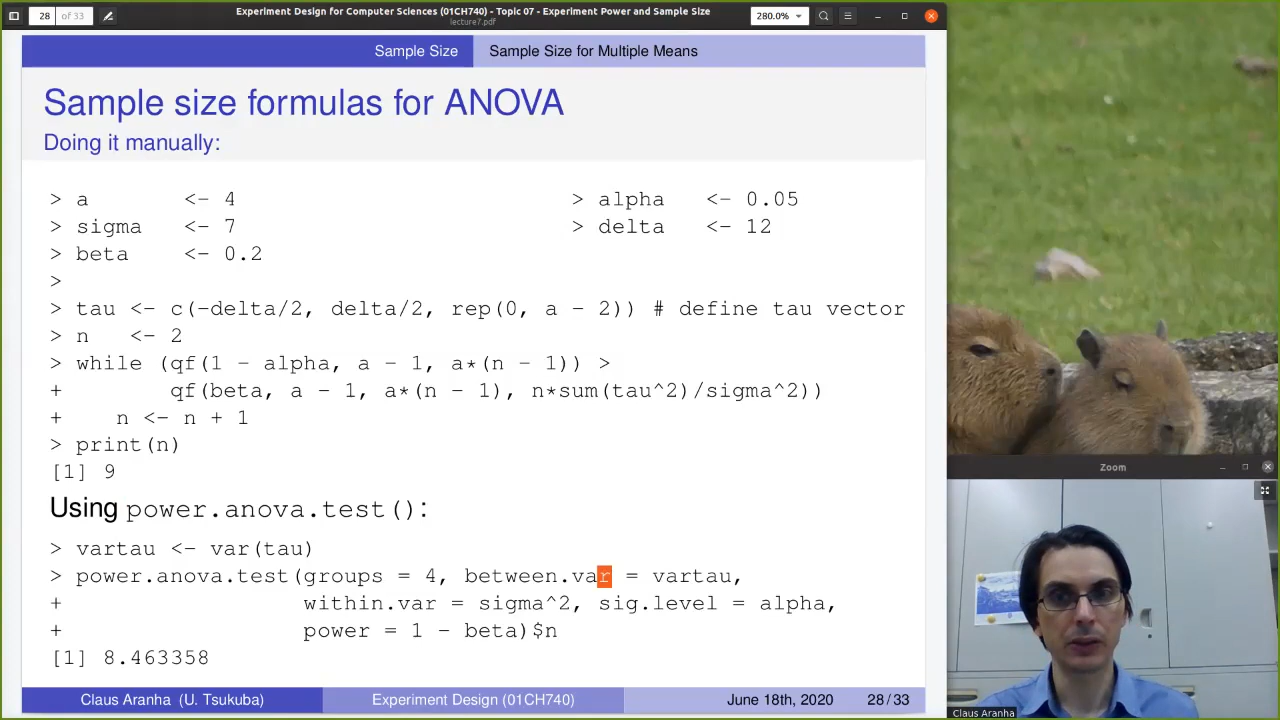 28 of 33
Experiment Design for Computer Sciences (01CH740) - Topic 07 - Experiment Power and Sample Size
lecture7.pdf
280.0%
Sample Size
Sample Size for Multiple Means
Sample size formulas for ANOVA
Doing it manually:
> a <- 4 > alpha <- 0.05
> sigma <- 7 > delta <- 12
> beta <- 0.2
>
> tau <- c(-delta/2, delta/2, rep(0, a - 2)) # define tau vector
> n <- 2
> while (qf(1 - alpha, a - 1, a*(n - 1)) >
+ qf(beta, a - 1, a*(n - 1), n*sum(tau^2)/sigma^2))
+ n <- n + 1
> print(n)
[1] 9
Using power.anova.test():
> vartau <- var(tau)
> power.anova.test(groups = 4, between.var = vartau,
+ within.var = sigma^2, sig.level = alpha,
+ power = 1 - beta)$n
[1] 8.463358
Claus Aranha (U. Tsukuba)
Experiment Design (01CH740)
June 18th, 2020
28 / 33
Zoom
Claus Aranha